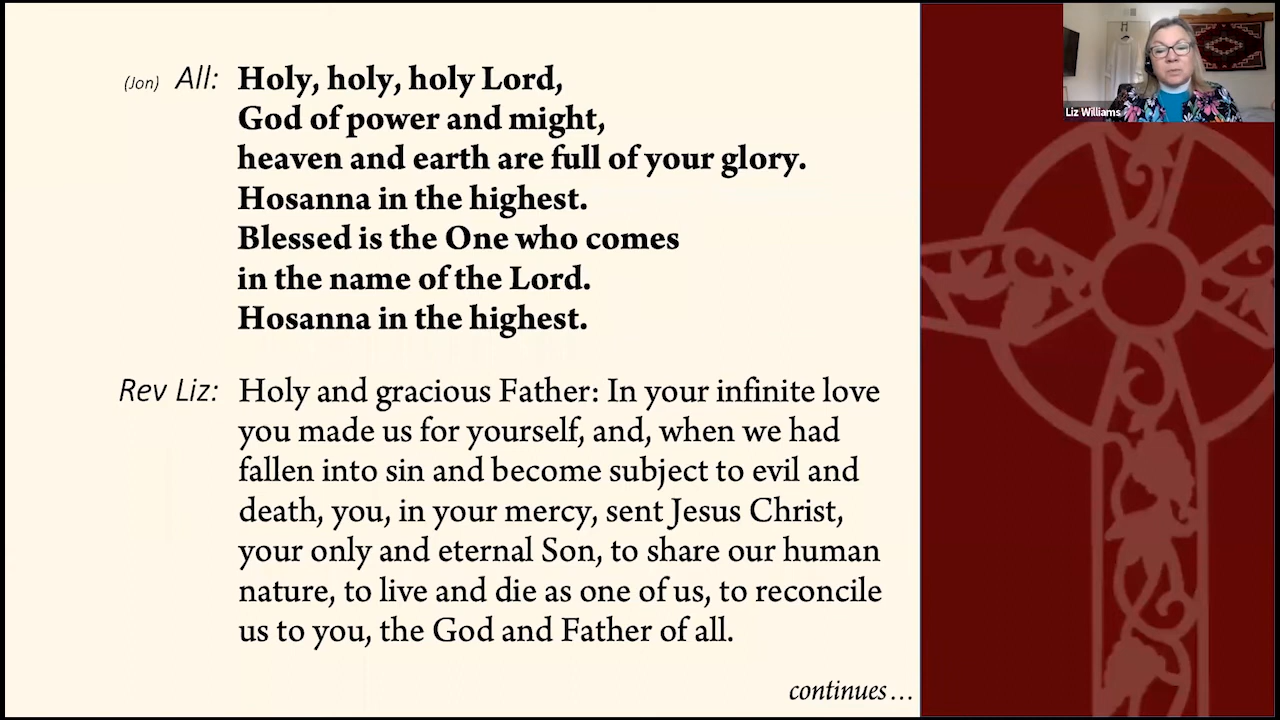 (Jon) All: Holy, holy, holy Lord,
God of power and might,
heaven and earth are full of your glory.
Hosanna in the highest.
Blessed is the One who comes
in the name of the Lord.
Hosanna in the highest.
Rev Liz: Holy and gracious Father: In your infinite love
you made us for yourself, and, when we had
fallen into sin and become subject to evil and
death, you, in your mercy, sent Jesus Christ,
your only and eternal Son, to share our human
nature, to live and die as one of us, to reconcile
us to you, the God and Father of all.
continues...
Liz Williams